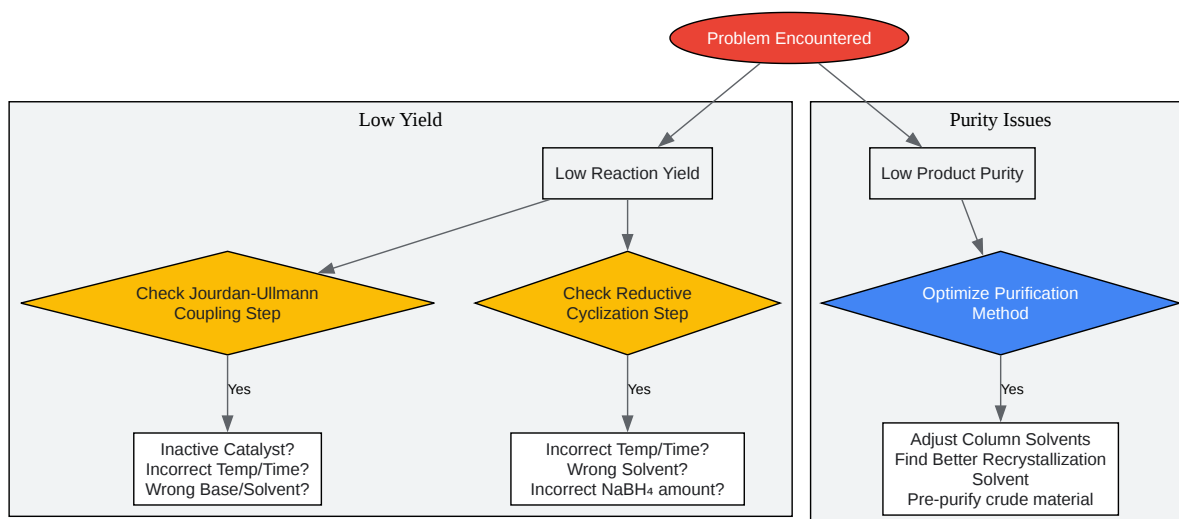 Problem Encountered
Low Yield
Purity Issues
Low Reaction Yield
Low Product Purity
Check Jourdan-Ullmann
Coupling Step
Check Reductive
Cyclization Step
Optimize Purification
Method
Yes
Yes
Yes
Inactive Catalyst?
Incorrect Temp/Time?
Wrong Base/Solvent?
Incorrect Temp/Time?
Wrong Solvent?
Incorrect NaBH₄ amount?
Adjust Column Solvents
Find Better Recrystallization
Solvent
Pre-purify crude material